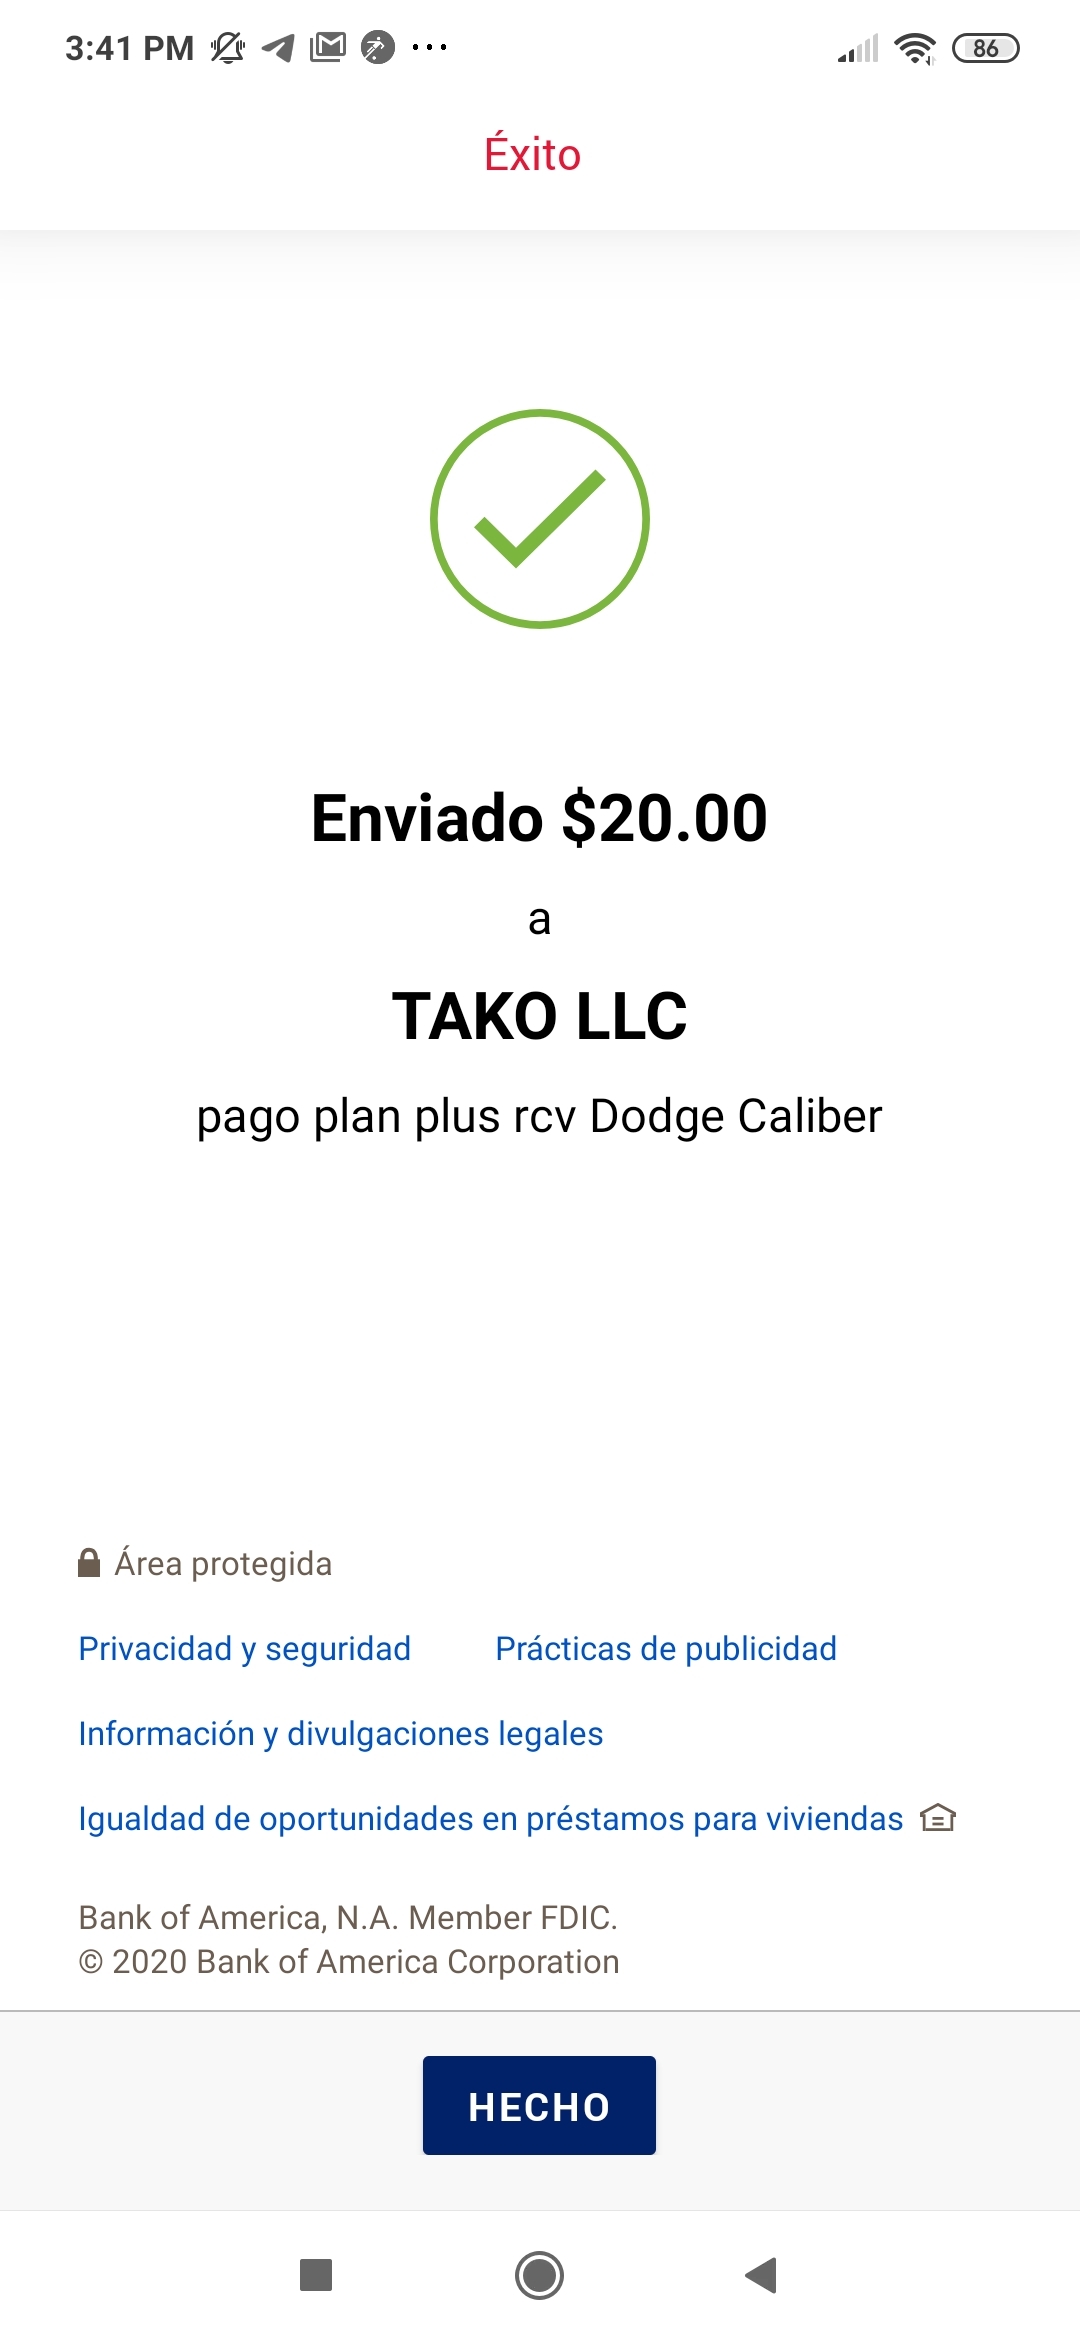 3:41 PM
86
Éxito
Enviado $20.00
a
TAKO LLC
pago plan plus rcv Dodge Caliber
Área protegida
Privacidad y seguridad
Prácticas de publicidad
Información y divulgaciones legales
Igualdad de oportunidades en préstamos para viviendas
Bank of America, N.A. Member FDIC.
© 2020 Bank of America Corporation
HECHO